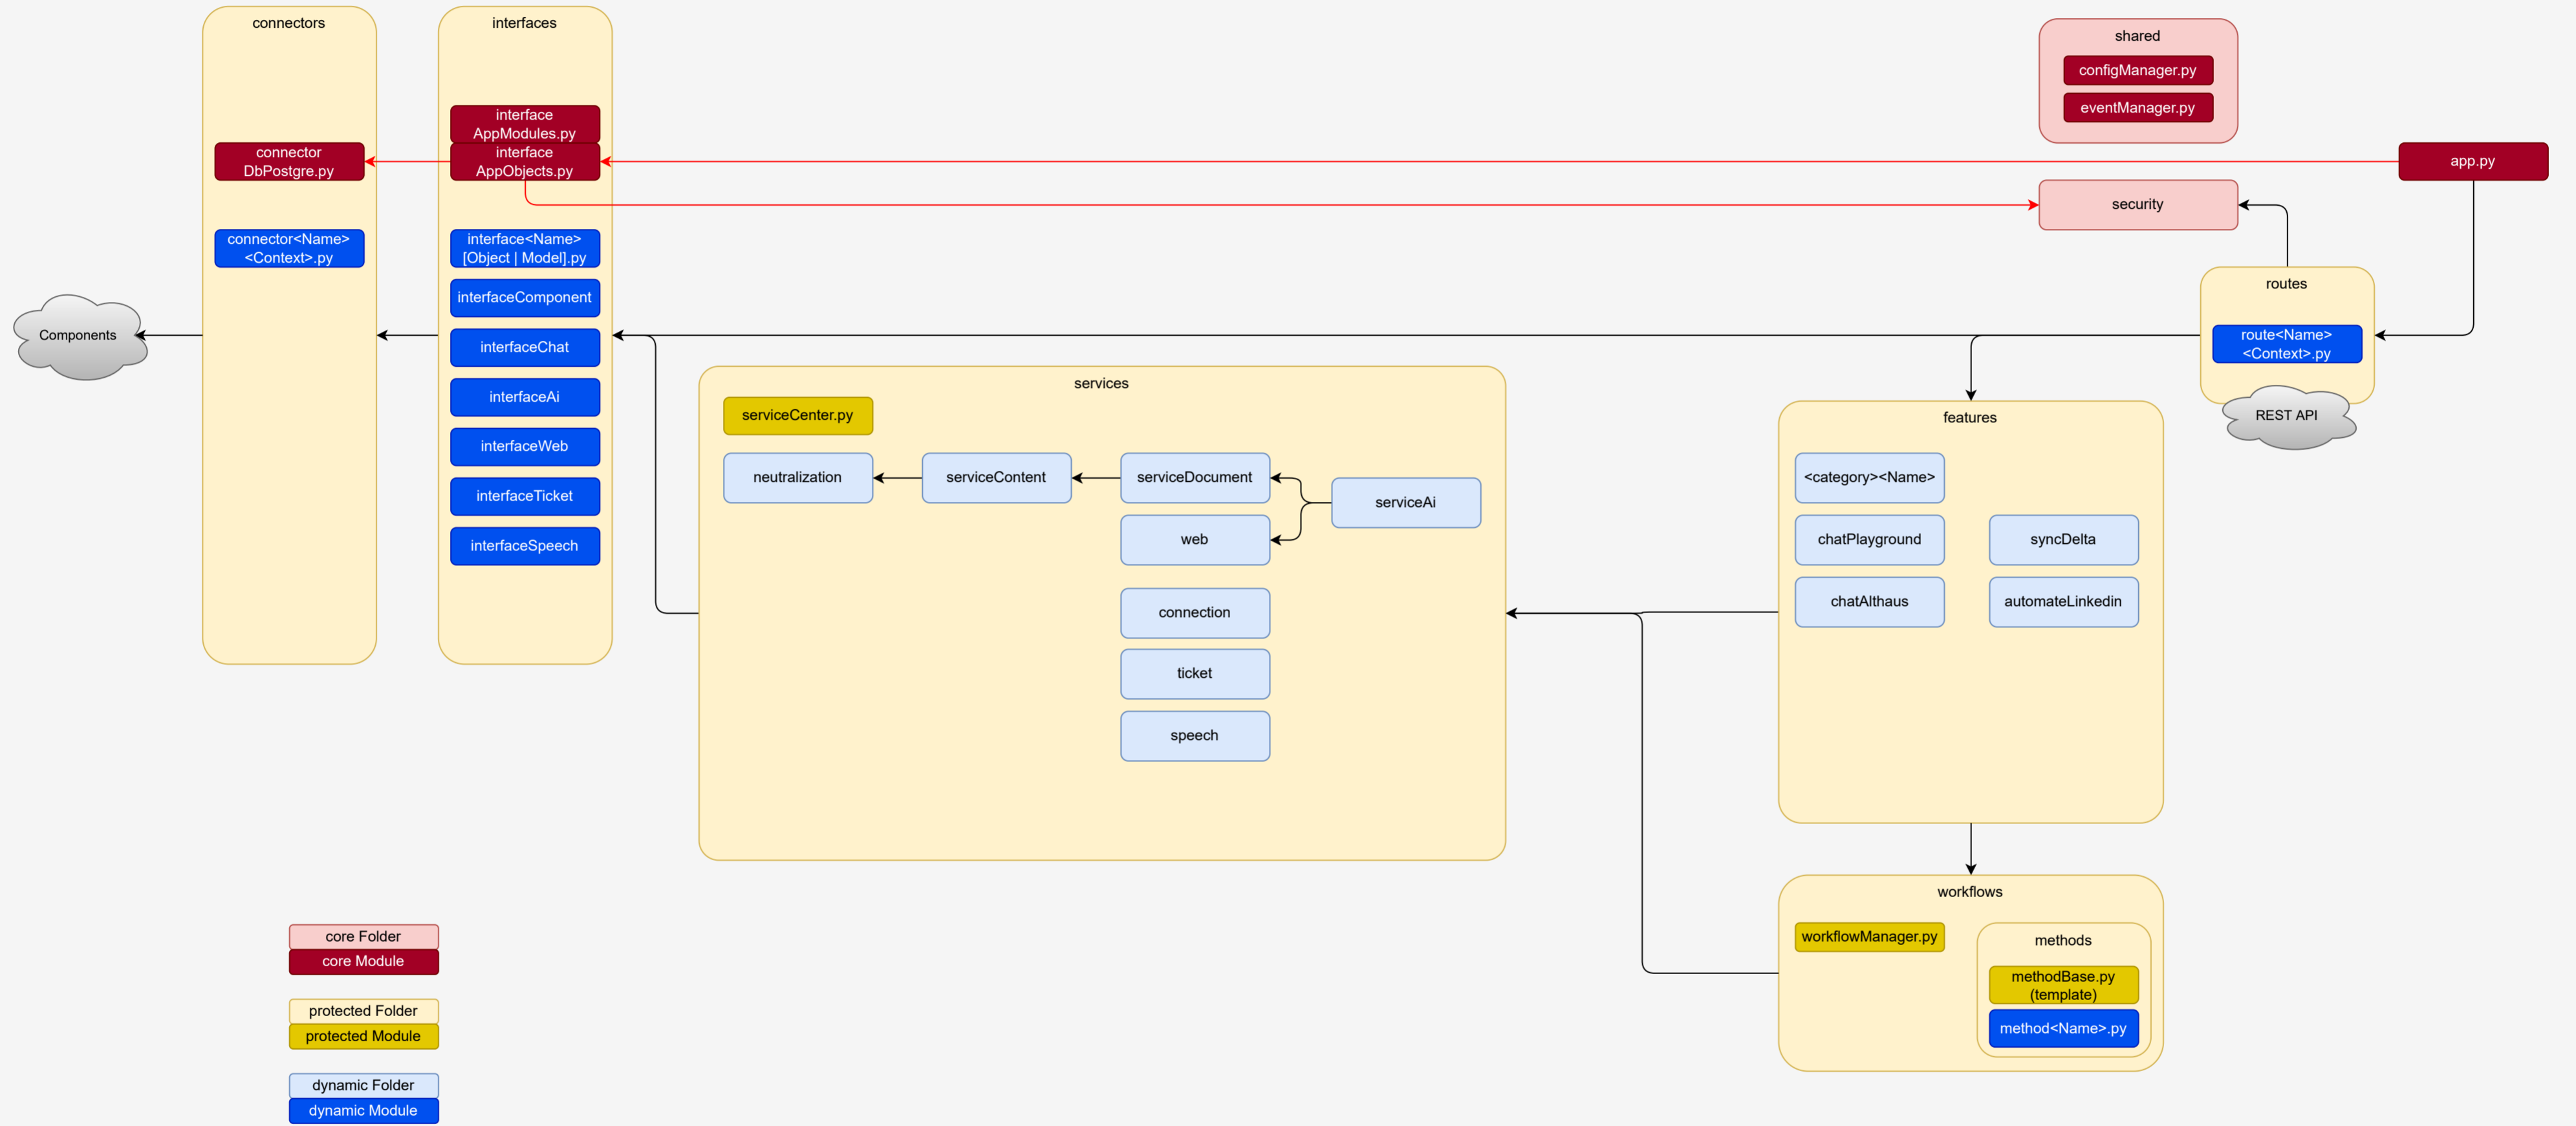 connectors
connector
DbPostgre.py
connector<Name>
<Context>.py
Components
interfaces
interface
AppModules.py
interface
AppObjects.py
interface<Name>
[Object | Model].py
interfaceComponent
interfaceChat
interfaceAi
interfaceWeb
interfaceTicket
interfaceSpeech
shared
configManager.py
eventManager.py
app.py
security
routes
route<Name>
<Context>.py
REST API
services
serviceCenter.py
neutralization
serviceContent
serviceDocument
serviceAi
web
connection
ticket
speech
features
<category><Name>
chatPlayground
syncDelta
chatAlthaus
automateLinkedin
workflows
workflowManager.py
methods
methodBase.py
(template)
method<Name>.py
core Folder
core Module
protected Folder
protected Module
dynamic Folder
dynamic Module